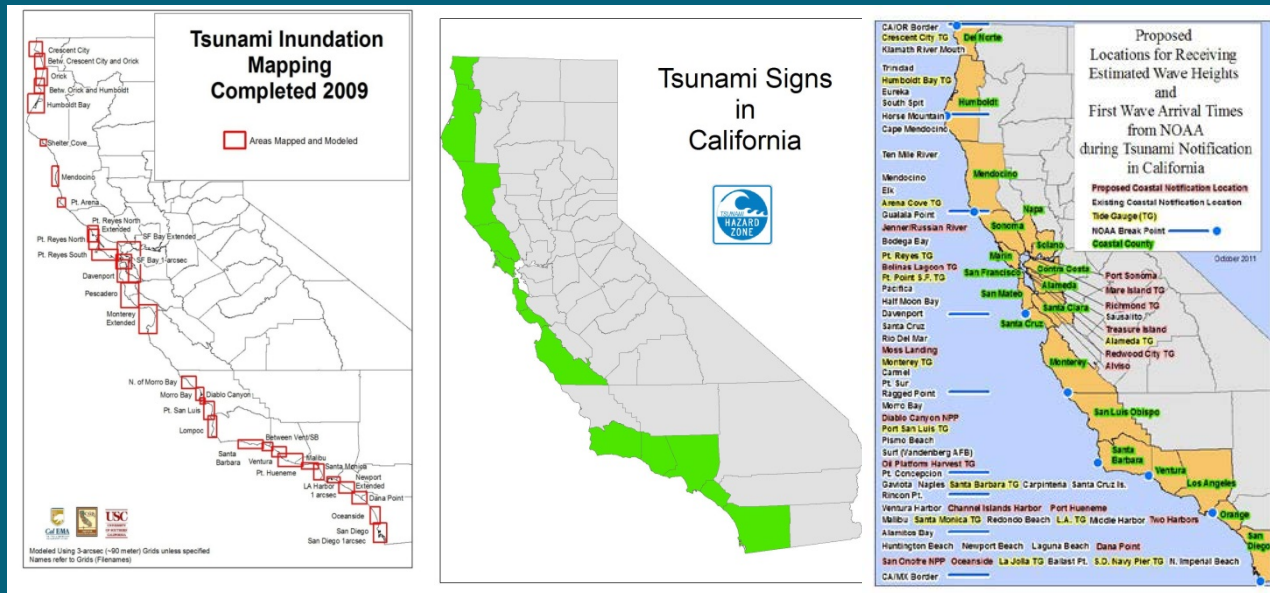 Tsunami Inundation
Mapping
Completed 2009
Areas Mapped and Modeled
Crescent City
Betw. Crescent City and Orick
Orick
Betw. Orick and Humboldt
Humboldt Bay
Shelter Cove
Mendocino
Pt. Arena
Pt. Reyes North
Extended
SF Bay Extended
Pt. Reyes North
SF Bay 1-arcsec
Pt. Reyes South
Davenport
Pescadero
Monterey
Extended
N. of Morro Bay
Morro Bay
Diablo Canyon
Pt. San Luis
Lompoc
Between Vent/SB
Santa
Barbara
Ventura
Malibu
Pt. Hueneme
Santa Monica
LA Harbor
1 arcsec
Newport
Extended
Dana Point
Oceanside
San Diego
San Diego 1arcsec
Cal EMA
USC
Modeled Using 3-arcsec (~90 meter) Grids unless specified
Names refer to Grids (Filenames)
Tsunami Signs
in
California
TSUNAMI
HAZARD
ZONE
Proposed
Locations for Receiving
Estimated Wave Heights
and
First Wave Arrival Times
from NOAA
during Tsunami Notification
in California
Proposed Coastal Notification Location
Existing Coastal Notification Location
Tide Gauge (TG)
NOAA Break Point
Coastal County
October 2011
CA/OR Border
Crescent City TG
Del Norte
Klamath River Mouth
Trinidad
Humboldt Bay TG
Eureka
South Spit
Humboldt
Horse Mountain
Cape Mendocino
Ten Mile River
Mendocino
Mendocino
Elk
Arena Cove TG
Gualala Point
Napa
Jenner/Russian River
Sonoma
Bodega Bay
Solano
Pt. Reyes TG
Marin
Bolinas Lagoon TG
Contra Costa
Ft. Point S.F. TG
San Francisco
Port Sonoma
Pacifica
Alameda
Mare Island TG
Half Moon Bay
San Mateo
Richmond TG
Davenport
Santa Clara
Sausalito
Santa Cruz
Santa Cruz
Treasure Island
Rio Del Mar
Alameda TG
Moss Landing
Redwood City TG
Monterey TG
Monterey
Alviso
Carmel
Pt. Sur
Ragged Point
Morro Bay
San Luis Obispo
Diablo Canyon NPP
Port San Luis TG
Pismo Beach
Surf (Vandenberg AFB)
Santa
Barbara
Oil Platform Harvest TG
Ventura
Pt. Concepcion
Los Angeles
Gaviota Naples Santa Barbara TG Carpinteria Santa Cruz Is.
Rincon Pt.
Ventura Harbor Channel Islands Harbor Port Hueneme
Orange
Malibu Santa Monica TG Redondo Beach L.A. TG Middle Harbor Two Harbors
Alamitos Bay
San
Diego
Huntington Beach Newport Beach Laguna Beach Dana Point
San Onofre NPP Oceanside La Jolla TG Ballast Pt. S.D. Navy Pier TG N. Imperial Beach
CA/MX Border